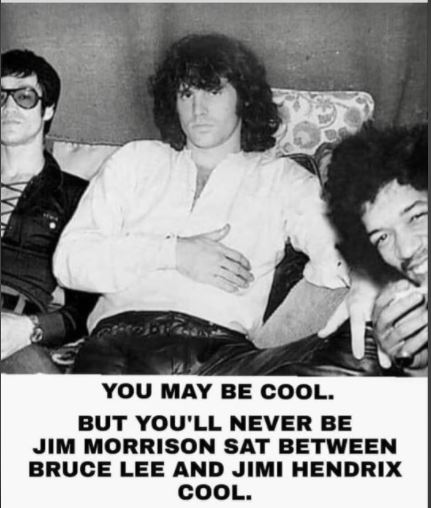 YOU MAY BE COOL.
BUT YOU'LL NEVER BE
JIM MORRISON SAT BETWEEN
BRUCE LEE AND JIMI HENDRIX
COOL.